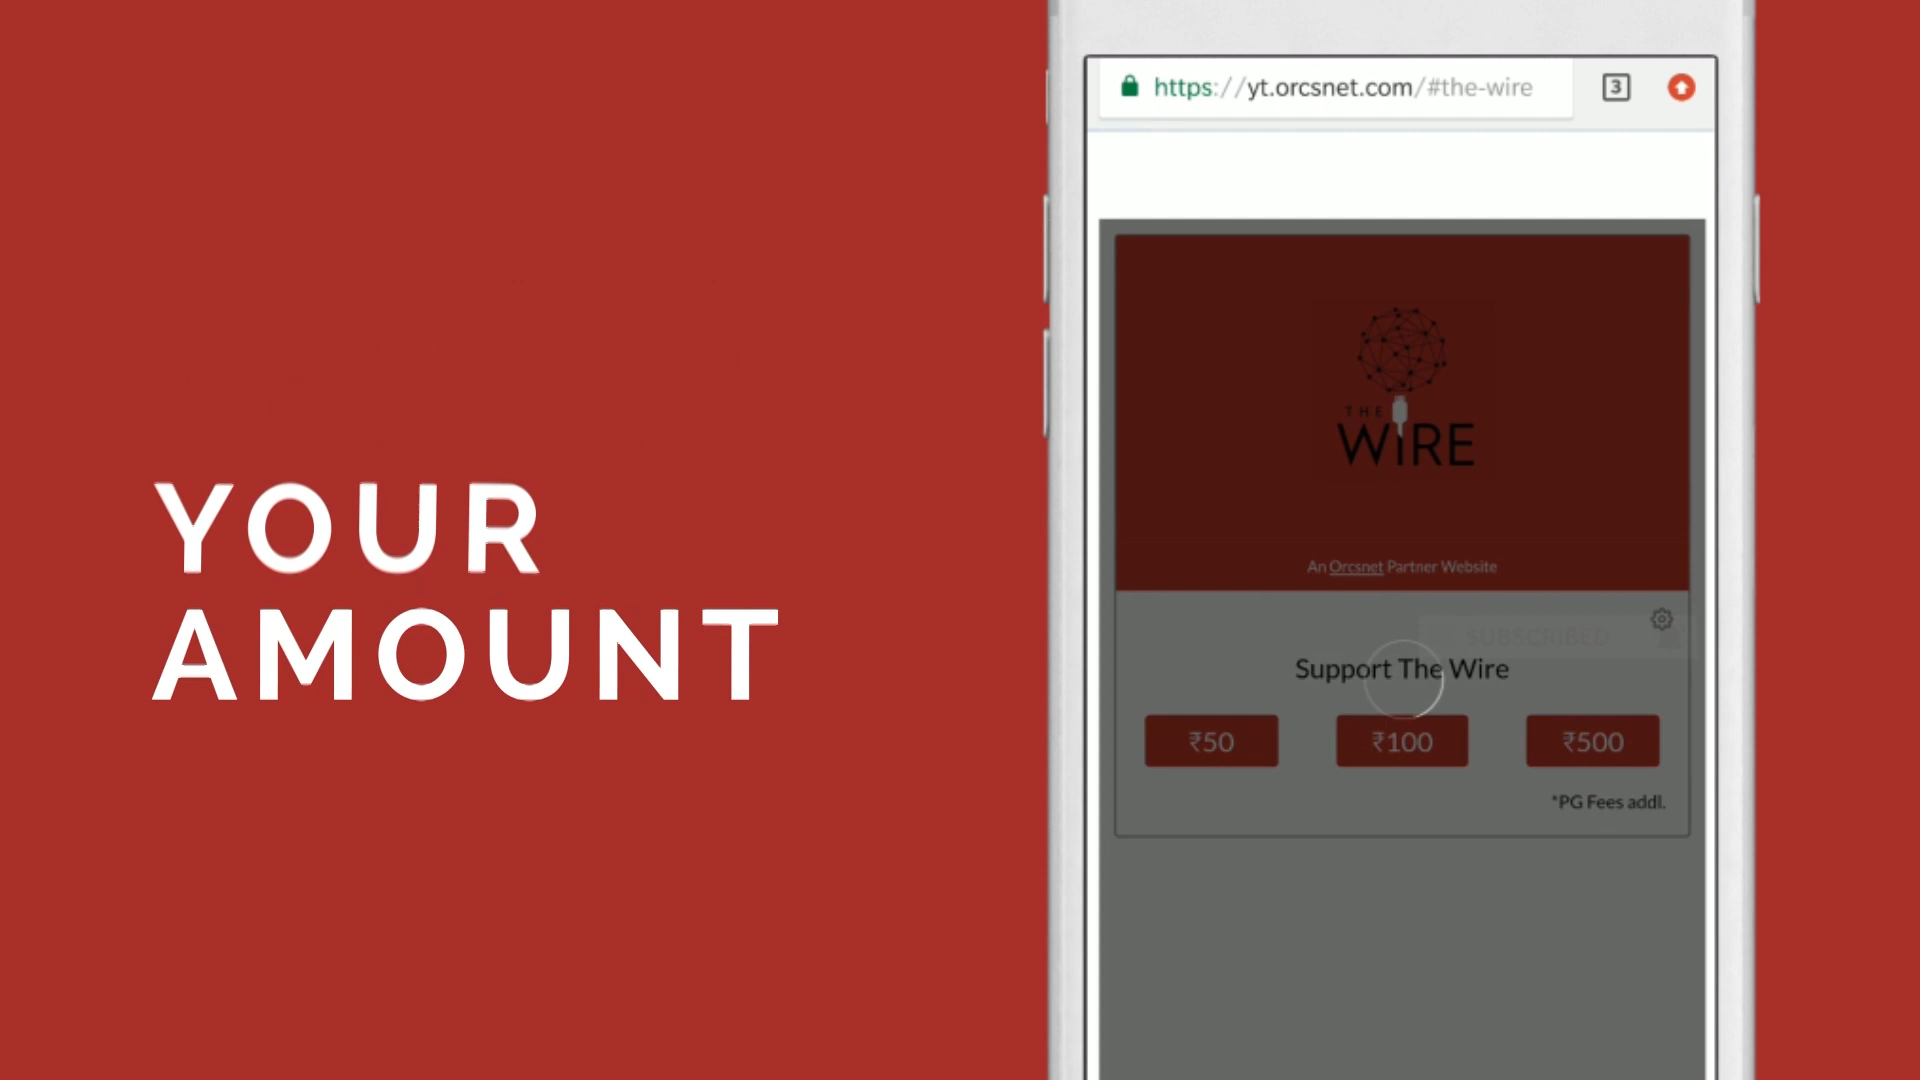 YOUR
AMOUNT
https://yt.orcsnet.com/#the-wire
3
THE
WIRE
An Orcsnet Partner Website
SUBSCRIBED
Support The Wire
₹50
₹100
₹500
*PG Fees addl.